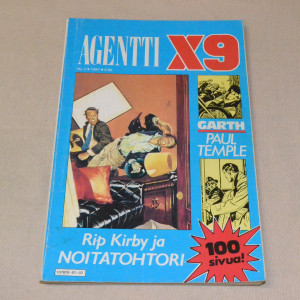 AGENTTI X9
GARTH
PAUL
TEMPLE
Rip Kirby ja
NOITATOHTORI
100
sivua!